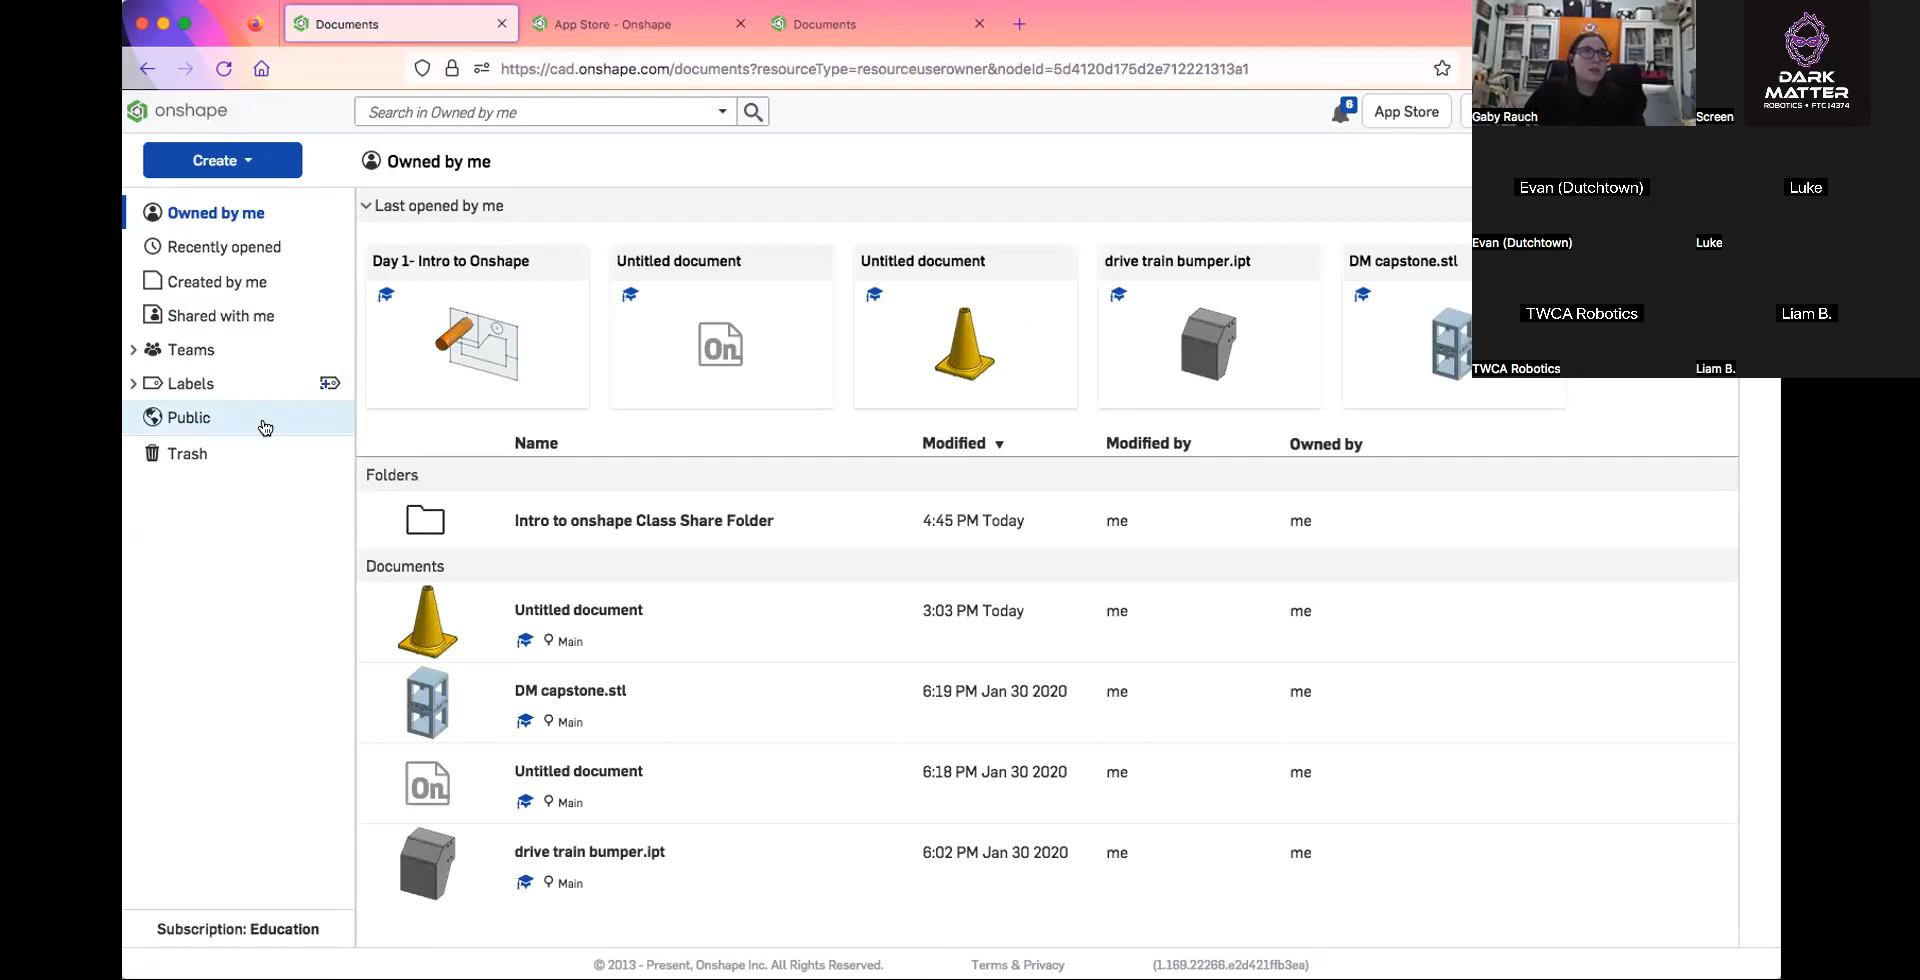 Documents
App Store - Onshape
Documents
https://cad.onshape.com/documents?resourceType=resourceuserowner&nodeId=5d4120d175d2e712221313a1
onshape
Search in Owned by me
6
App Store
Create
Owned by me
Owned by me
Recently opened
Created by me
Shared with me
Teams
Labels
Public
Trash
Subscription: Education
Last opened by me
Day 1- Intro to Onshape
Untitled document
Untitled document
drive train bumper.ipt
DM capstone.stl
On
Name Modified Modified by Owned by
Folders
Intro to onshape Class Share Folder 4:45 PM Today me me
Documents
Untitled document 3:03 PM Today me me
Main
DM capstone.stl 6:19 PM Jan 30 2020 me me
Main
On
Untitled document 6:18 PM Jan 30 2020 me me
Main
drive train bumper.ipt 6:02 PM Jan 30 2020 me me
Main
© 2013 - Present, Onshape Inc. All Rights Reserved. Terms & Privacy (1.169.22266.e2d421ffb3ea)
Gaby Rauch
Screen
DARK
MATTER
ROBOTICS • FTC14374
Evan (Dutchtown)
Luke
Evan (Dutchtown)
Luke
TWCA Robotics
Liam B.
TWCA Robotics
Liam B.